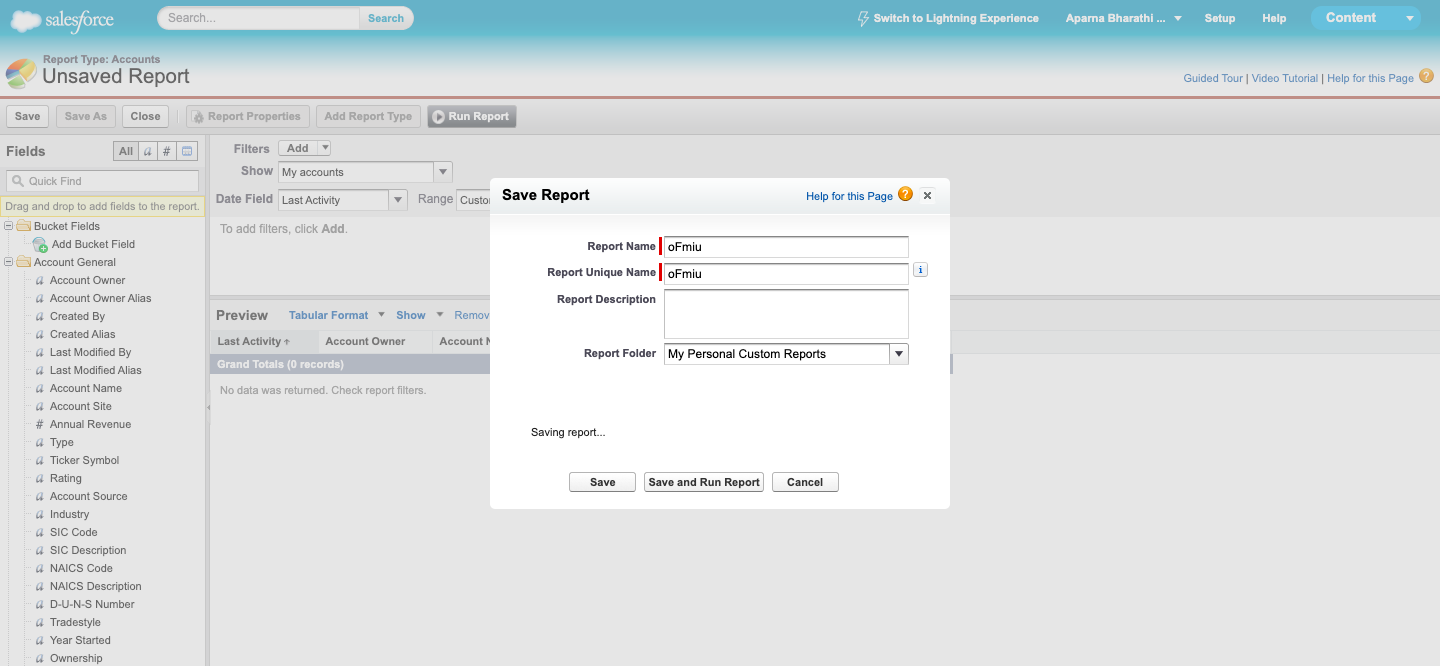 salesforce
Search...
Search
Switch to Lightning Experience
Aparna Bharathi ...
Setup
Help
Content
Report Type: Accounts
Unsaved Report
Guided Tour | Video Tutorial | Help for this Page ?
Save
Save As
Close
Report Properties
Add Report Type
Run Report
Fields
All
a
#
Quick Find
Drag and drop to add fields to the report.
Bucket Fields
Add Bucket Field
Account General
a Account Owner
a Account Owner Alias
a Created By
a Created Alias
a Last Modified By
a Last Modified Alias
a Account Name
a Account Site
# Annual Revenue
a Type
a Ticker Symbol
a Rating
a Account Source
a Industry
a SIC Code
a SIC Description
a NAICS Code
a NAICS Description
a D-U-N-S Number
a Tradestyle
a Year Started
a Ownership
Filters
Add
Show
My accounts
Date Field
Last Activity
Range
Custo
To add filters, click Add.
Preview
Tabular Format
Show
Remov
Last Activity
Account Owner
Account N
Grand Totals (0 records)
No data was returned. Check report filters.
Save Report
Help for this Page ?
Report Name
oFmiu
Report Unique Name
oFmiu
i
Report Description
Report Folder
My Personal Custom Reports
Saving report...
Save
Save and Run Report
Cancel